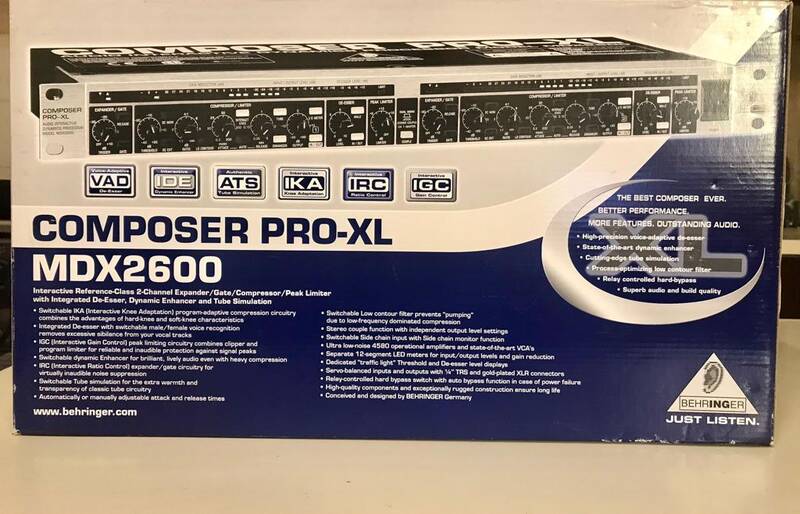 COMPOSER PRO-XL
COMPOSER
PRO-XL
EXPANDER/GATE
COMPRESSOR/LIMITER
DE-ESSER
PEAK LIMITER
EXPANDER/GATE
COMPRESSOR/LIMITER
DE-ESSER
PEAK LIMITER
Voice-Adaptive
VAD
De-Esser
Interactive
IDE
Dynamic Enhancer
Authentic
ATS
Tube Simulation
Interactive
IKA
Knee Adaptation
Interactive
IRC
Ratio Control
Interactive
IGC
Gain Control
THE BEST COMPOSER EVER.
BETTER PERFORMANCE.
MORE FEATURES. OUTSTANDING AUDIO.
• High-precision voice-adaptive de-esser
• State-of-the-art dynamic enhancer
• Cutting-edge tube simulation
• Process-optimizing low contour filter
• Relay controlled hard-bypass
• Superb audio and build quality
XL
COMPOSER PRO-XL
MDX2600
Interactive Reference-Class 2-Channel Expander/Gate/Compressor/Peak Limiter
with Integrated De-Esser, Dynamic Enhancer and Tube Simulation
• Switchable IKA (Interactive Knee Adaptation) program-adaptive compression circuitry
combines the advantages of hard-knee and soft-knee characteristics
• Integrated De-esser with switchable male/female voice recognition
removes excessive sibilance from your vocal tracks
• IGC (Interactive Gain Control) peak limiting circuitry combines clipper and
program limiter for reliable and inaudible protection against signal peaks
• Switchable dynamic Enhancer for brilliant, lively audio even with heavy compression
• IRC (Interactive Ratio Control) expander/gate circuitry for
virtually inaudible noise suppression
• Switchable Tube simulation for the extra warmth and
transparency of classic tube circuitry
• Automatically or manually adjustable attack and release times
• Switchable Low contour filter prevents "pumping"
due to low-frequency dominated compression
• Stereo couple function with independent output level settings
• Switchable Side chain input with Side chain monitor function
• Ultra low-noise 4580 operational amplifiers and state-of-the-art VCA's
• Separate 12-segment LED meters for input/output levels and gain reduction
• Dedicated "traffic light" Threshold and De-esser level displays
• Servo-balanced inputs and outputs with ¼" TRS and gold-plated XLR connectors
• Relay-controlled hard bypass switch with auto bypass function in case of power failure
• High-quality components and exceptionally rugged construction ensure long life
• Conceived and designed by BEHRINGER Germany
www.behringer.com
BEHRINGER
JUST LISTEN.